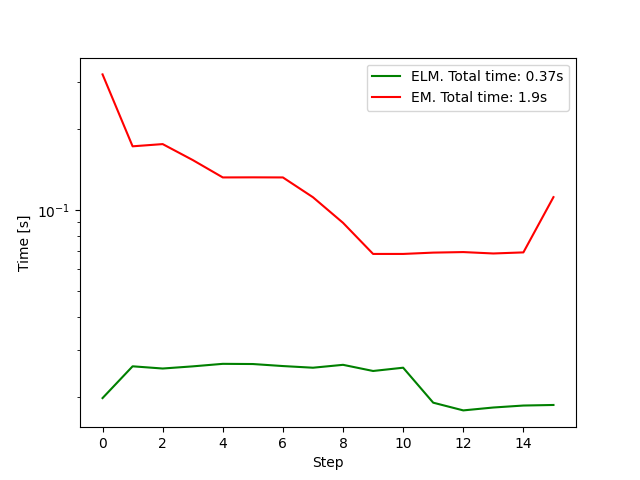 ELM. Total time: 0.37s
EM. Total time: 1.9s
Time [s]
10⁻¹
0 2 4 6 8 10 12 14
Step